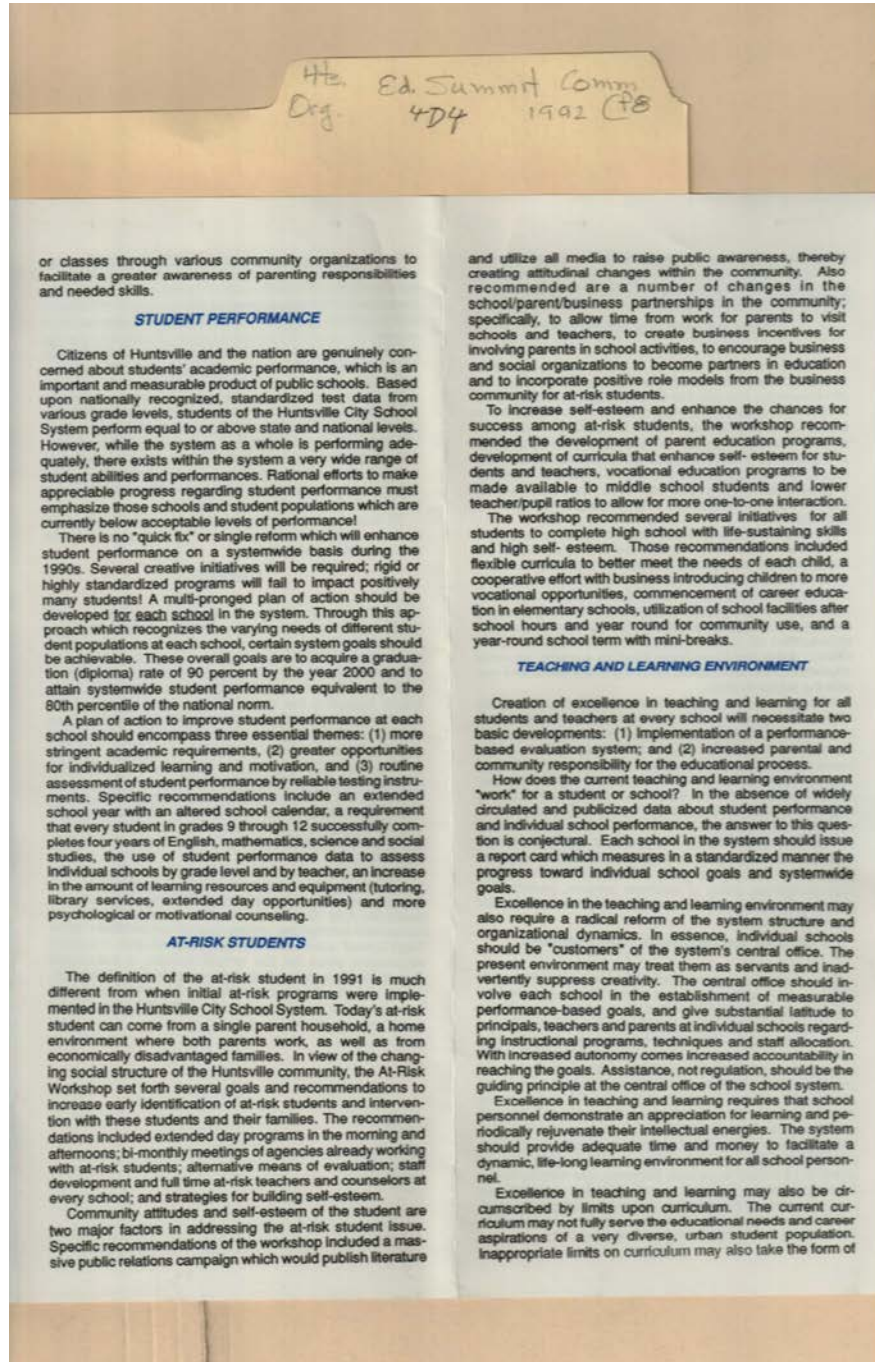 Hte. Ed. Summit Comm
Org. 4D4 1992 Cf8
or classes through various community organizations to
facilitate a greater awareness of parenting responsibilities
and needed skills.
STUDENT PERFORMANCE
Citizens of Huntsville and the nation are genuinely con-
cerned about students' academic performance, which is an
important and measurable product of public schools. Based
upon nationally recognized, standardized test data from
various grade levels, students of the Huntsville City School
System perform equal to or above state and national levels.
However, while the system as a whole is performing ade-
quately, there exists within the system a very wide range of
student abilities and performances. Rational efforts to make
appreciable progress regarding student performance must
emphasize those schools and student populations which are
currently below acceptable levels of performance!
There is no "quick fix" or single reform which will enhance
student performance on a systemwide basis during the
1990s. Several creative initiatives will be required; rigid or
highly standardized programs will fail to impact positively
many students! A multi-pronged plan of action should be
developed for each school in the system. Through this ap-
proach which recognizes the varying needs of different stu-
dent populations at each school, certain system goals should
be achievable. These overall goals are to acquire a gradua-
tion (diploma) rate of 90 percent by the year 2000 and to
attain systemwide student performance equivalent to the
80th percentile of the national norm.
A plan of action to improve student performance at each
school should encompass three essential themes: (1) more
stringent academic requirements, (2) greater opportunities
for individualized learning and motivation, and (3) routine
assessment of student performance by reliable testing instru-
ments. Specific recommendations include an extended
school year with an altered school calendar, a requirement
that every student in grades 9 through 12 successfully com-
pletes four years of English, mathematics, science and social
studies, the use of student performance data to assess
individual schools by grade level and by teacher, an increase
in the amount of learning resources and equipment (tutoring,
library services, extended day opportunities) and more
psychological or motivational counseling.
AT-RISK STUDENTS
The definition of the at-risk student in 1991 is much
different from when initial at-risk programs were imple-
mented in the Huntsville City School System. Today's at-risk
student can come from a single parent household, a home
environment where both parents work, as well as from
economically disadvantaged families. In view of the chang-
ing social structure of the Huntsville community, the At-Risk
Workshop set forth several goals and recommendations to
increase early identification of at-risk students and interven-
tion with these students and their families. The recommen-
dations included extended day programs in the morning and
afternoons; bi-monthly meetings of agencies already working
with at-risk students; alternative means of evaluation; staff
development and full time at-risk teachers and counselors at
every school; and strategies for building self-esteem.
Community attitudes and self-esteem of the student are
two major factors in addressing the at-risk student issue.
Specific recommendations of the workshop included a mas-
sive public relations campaign which would publish literature
and utilize all media to raise public awareness, thereby
creating attitudinal changes within the community. Also
recommended are a number of changes in the
school/parent/business partnerships in the community;
specifically, to allow time from work for parents to visit
schools and teachers, to create business incentives for
involving parents in school activities, to encourage business
and social organizations to become partners in education
and to incorporate positive role models from the business
community for at-risk students.
To increase self-esteem and enhance the chances for
success among at-risk students, the workshop recom-
mended the development of parent education programs,
development of curricula that enhance self- esteem for stu-
dents and teachers, vocational education programs to be
made available to middle school students and lower
teacher/pupil ratios to allow for more one-to-one interaction.
The workshop recommended several initiatives for all
students to complete high school with life-sustaining skills
and high self- esteem. Those recommendations included
flexible curricula to better meet the needs of each child, a
cooperative effort with business introducing children to more
vocational opportunities, commencement of career educa-
tion in elementary schools, utilization of school facilities after
school hours and year round for community use, and a
year-round school term with mini-breaks.
TEACHING AND LEARNING ENVIRONMENT
Creation of excellence in teaching and learning for all
students and teachers at every school will necessitate two
basic developments: (1) Implementation of a performance-
based evaluation system; and (2) increased parental and
community responsibility for the educational process.
How does the current teaching and learning environment
"work" for a student or school? In the absence of widely
circulated and publicized data about student performance
and individual school performance, the answer to this ques-
tion is conjectural. Each school in the system should issue
a report card which measures in a standardized manner the
progress toward individual school goals and systemwide
goals.
Excellence in the teaching and learning environment may
also require a radical reform of the system structure and
organizational dynamics. In essence, individual schools
should be "customers" of the system's central office. The
present environment may treat them as servants and inad-
vertently suppress creativity. The central office should in-
volve each school in the establishment of measurable
performance-based goals, and give substantial latitude to
principals, teachers and parents at individual schools regard-
ing instructional programs, techniques and staff allocation.
With increased autonomy comes increased accountability in
reaching the goals. Assistance, not regulation, should be the
guiding principle at the central office of the school system.
Excellence in teaching and learning requires that school
personnel demonstrate an appreciation for learning and pe-
riodically rejuvenate their intellectual energies. The system
should provide adequate time and money to facilitate a
dynamic, life-long learning environment for all school person-
nel.
Excellence in teaching and learning may also be cir-
cumscribed by limits upon curriculum. The current cur-
riculum may not fully serve the educational needs and career
aspirations of a very diverse, urban student population.
Inappropriate limits on curriculum may also take the form of